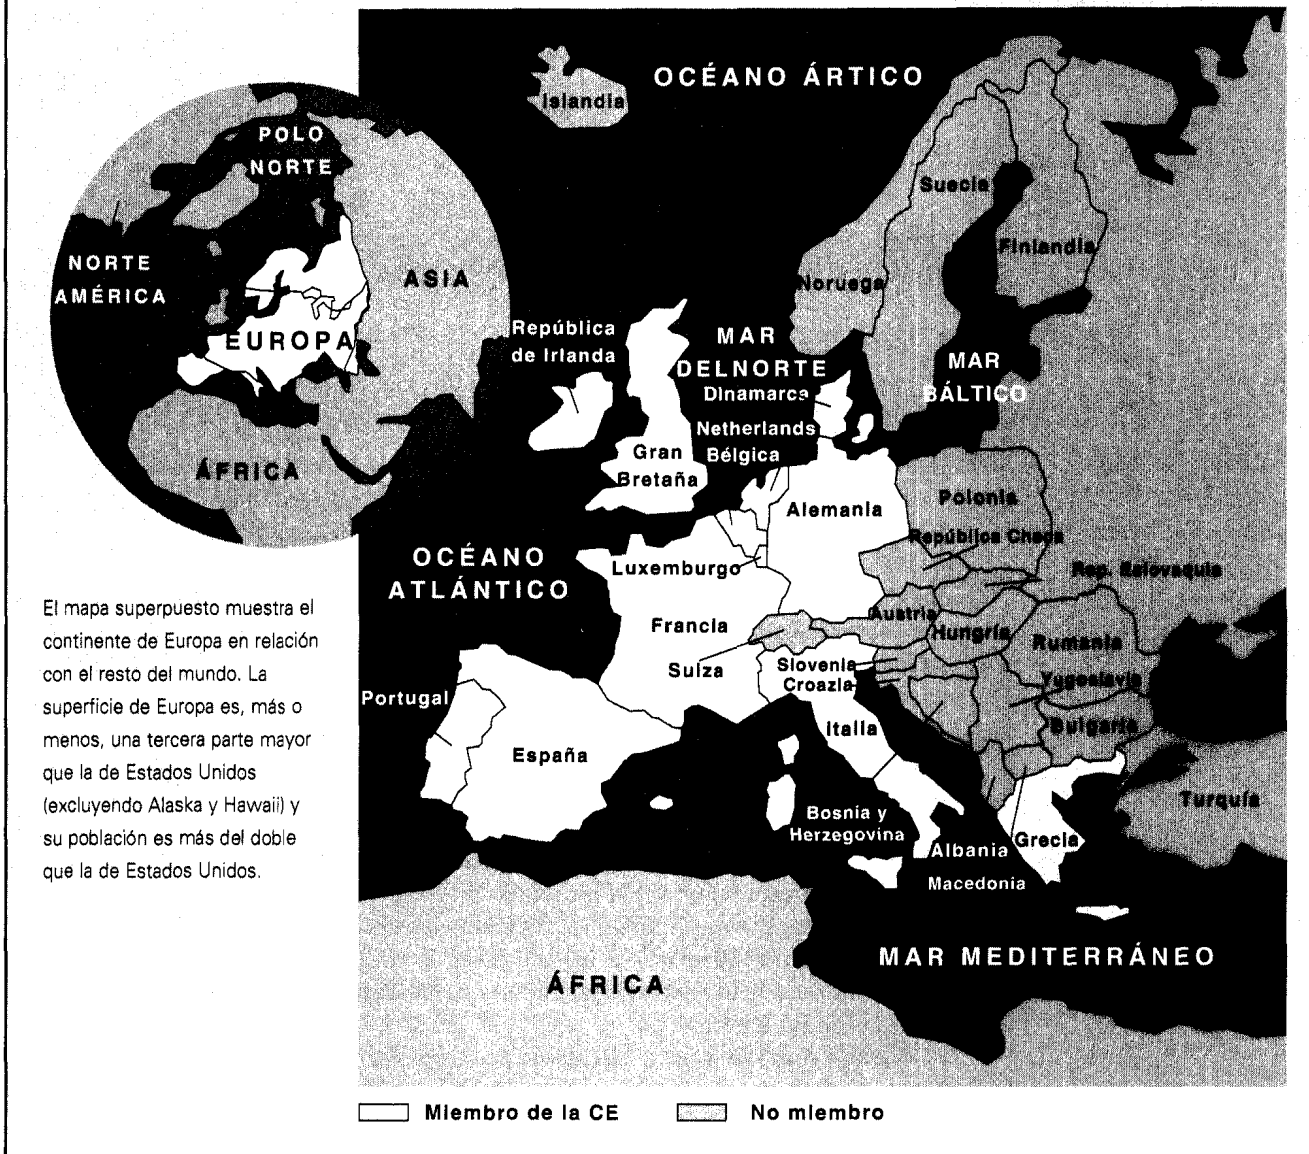 OCÉANO ÁRTICO
Islandia
POLO
NORTE
Suecia
Finlandia
NORTE
AMÉRICA
ASIA
Noruega
EUROPA
República
de Irlanda
MAR
DELNORTE
MAR
BÁLTICO
Dinamarca
Netherlands
Bélgica
Gran
Bretaña
ÁFRICA
Alemania
Polonia
República Checa
OCÉANO
ATLÁNTICO
Luxemburgo
Rep. Eslovaquia
Austria
Hungría
Francia
Rumania
Suiza
Slovenia
Croazia
Yugoslavia
Portugal
Italia
Bulgaria
España
Turquía
Bosnia y
Herzegovina
Albania
Grecia
Macedonia
MAR MEDITERRÁNEO
ÁFRICA
El mapa superpuesto muestra el
continente de Europa en relación
con el resto del mundo. La
superficie de Europa es, más o
menos, una tercera parte mayor
que la de Estados Unidos
(excluyendo Alaska y Hawaii) y
su población es más del doble
que la de Estados Unidos.
Miembro de la CE
No miembro